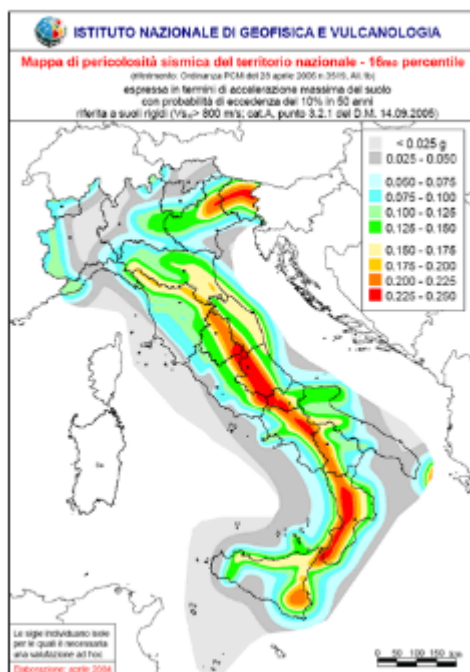 ISTITUTO NAZIONALE DI GEOFISICA E VULCANOLOGIA
Mappa di pericolosità sismica del territorio nazionale - 16mo percentile
(riferimento: Ordinanza PCM del 28 aprile 2006 n.3519, All.1b)
espressa in termini di accelerazione massima del suolo
con probabilità di eccedenza del 10% in 50 anni
riferita a suoli rigidi (Vs30> 800 m/s; cat.A, punto 3.2.1 del D.M. 14.09.2005)
< 0.025 g
0.025 - 0.050
0.050 - 0.075
0.075 - 0.100
0.100 - 0.125
0.125 - 0.150
0.150 - 0.175
0.175 - 0.200
0.200 - 0.225
0.225 - 0.250
Le sigle individuano isole
per le quali è necessaria
una valutazione ad hoc
Elaborazione: aprile 2004
0 50 100 150 km